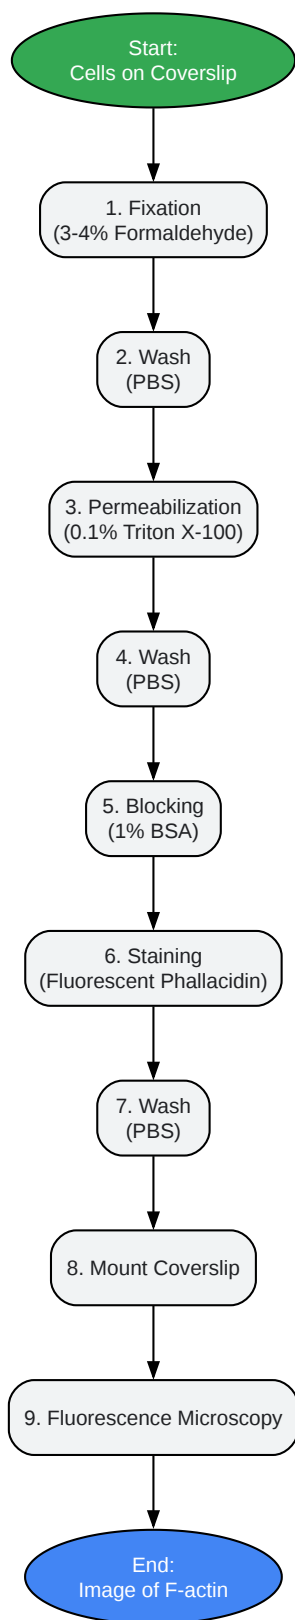 Start:
Cells on Coverslip
1. Fixation
(3-4% Formaldehyde)
2. Wash
(PBS)
3. Permeabilization
(0.1% Triton X-100)
4. Wash
(PBS)
5. Blocking
(1% BSA)
6. Staining
(Fluorescent Phallacidin)
7. Wash
(PBS)
8. Mount Coverslip
9. Fluorescence Microscopy
End:
Image of F-actin